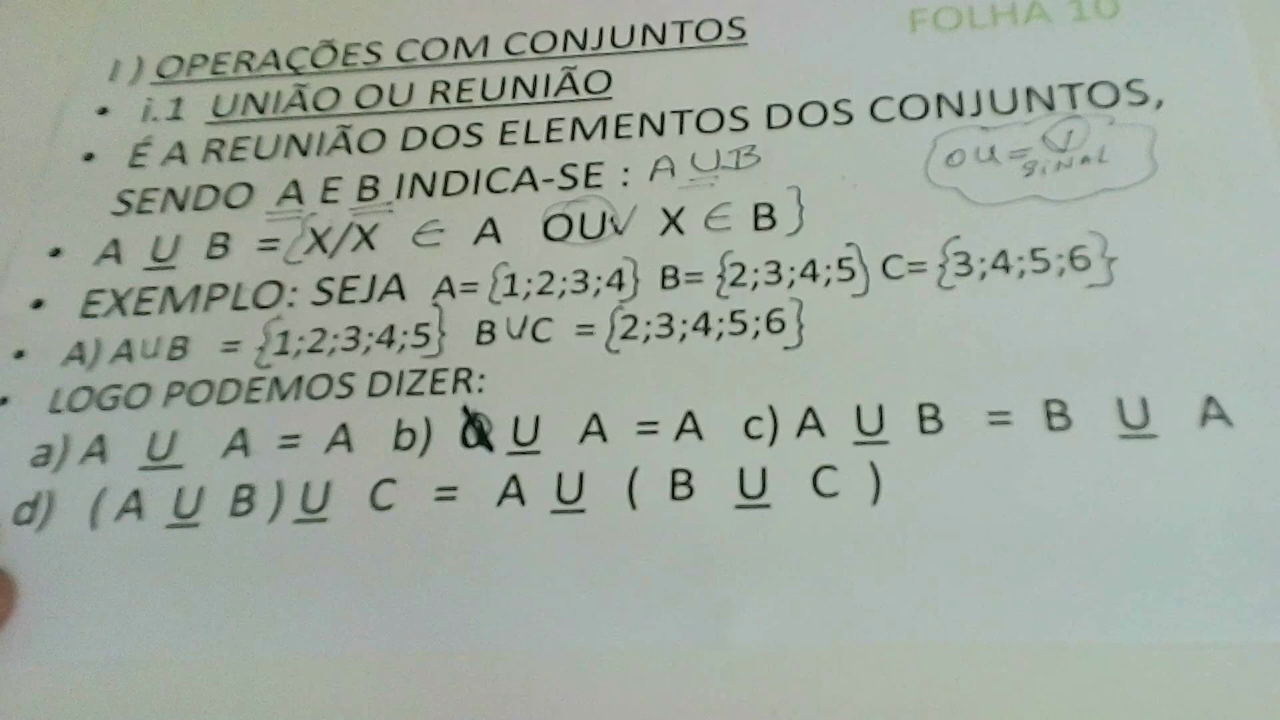 FOLHA 10
I ) OPERAÇÕES COM CONJUNTOS
• i.1 UNIÃO OU REUNIÃO
• É A REUNIÃO DOS ELEMENTOS DOS CONJUNTOS,
SENDO A E B INDICA-SE : A U B
OU = V
SINAL
• A U B = {X/X ∈ A OU V X ∈ B}
• EXEMPLO: SEJA A= {1;2;3;4} B= {2;3;4;5} C= {3;4;5;6}
• A) A U B = {1;2;3;4;5} B U C = {2;3;4;5;6}
• LOGO PODEMOS DIZER:
a) A U A = A b) U A = A c) A U B = B U A
d) ( A U B ) U C = A U ( B U C )